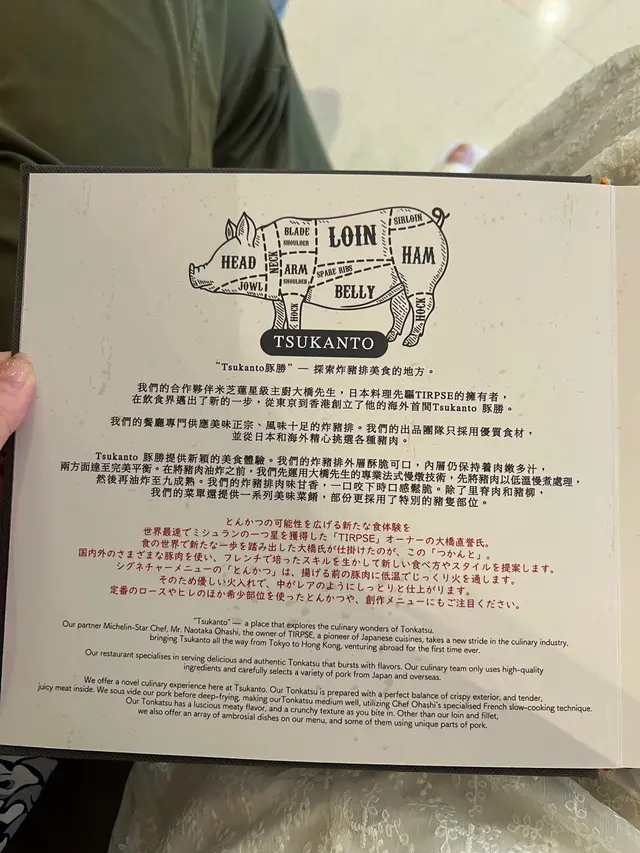 BLADE
SHOULDER
LOIN
SIRLOIN
HEAD
NECK
HAM
ARM
SHOULDER
SPARE RIBS
JOWL
BELLY
HOCK
HOCK
TSUKANTO
“Tsukanto豚勝” — 探索炸豬排美食的地方。
我們的合作夥伴米芝蓮星級主廚大橋先生，日本料理先驅TIRPSE的擁有者，
在飲食界邁出了新的一步，從東京到香港創立了他的海外首間Tsukanto 豚勝。
我們的餐廳專門供應美味正宗、風味十足的炸豬排。我們的出品團隊只採用優質食材，
並從日本和海外精心挑選各種豬肉。
Tsukanto 豚勝提供新穎的美食體驗。我們的炸豬排外層酥脆可口，內層仍保持着肉嫩多汁，
兩方面達至完美平衡。在將豬肉油炸之前，我們先運用大橋先生的專業法式慢燉技術，先將豬肉以低溫慢煮處理，
然後再油炸至九成熟。我們的炸豬排肉味甘香，一口咬下時口感鬆脆。除了里脊肉和豬柳，
我們的菜單還提供一系列美味菜餚，部份更採用了特別的豬隻部位。
とんかつの可能性を広げる新たな食体験を
世界最速でミシュランの一つ星を獲得した「TIRPSE」オーナーの大橋直誉氏。
食の世界で新たな一歩を踏み出した大橋氏が仕掛けたのが、この「つかんと」。
国内外のさまざまな豚肉を使い、フレンチで培ったスキルを生かして新しい食べ方やスタイルを提案します。
シグネチャーメニューの「とんかつ」は、揚げる前の豚肉に低温でじっくり火を通します。
そのため優しい火入れで、中がレアのようにしっとりと仕上がります。
定番のロースやヒレのほか希少部位を使ったとんかつや、創作メニューにもご注目ください。
“Tsukanto” — a place that explores the culinary wonders of Tonkatsu.
Our partner Michelin-Star Chef, Mr. Naotaka Ohashi, the owner of TIRPSE, a pioneer of Japanese cuisines, takes a new stride in the culinary industry,
bringing Tsukanto all the way from Tokyo to Hong Kong, venturing abroad for the first time ever.
Our restaurant specialises in serving delicious and authentic Tonkatsu that bursts with flavors. Our culinary team only uses high-quality
ingredients and carefully selects a variety of pork from Japan and overseas.
We offer a novel culinary experience here at Tsukanto. Our Tonkatsu is prepared with a perfect balance of crispy exterior, and tender,
juicy meat inside. We sous vide our pork before deep-frying, making ourTonkatsu medium well, utilizing Chef Ohashi's specialised French slow-cooking technique.
Our Tonkatsu has a luscious meaty flavor, and a crunchy texture as you bite in. Other than our loin and fillet,
we also offer an array of ambrosial dishes on our menu, and some of them using unique parts of pork.